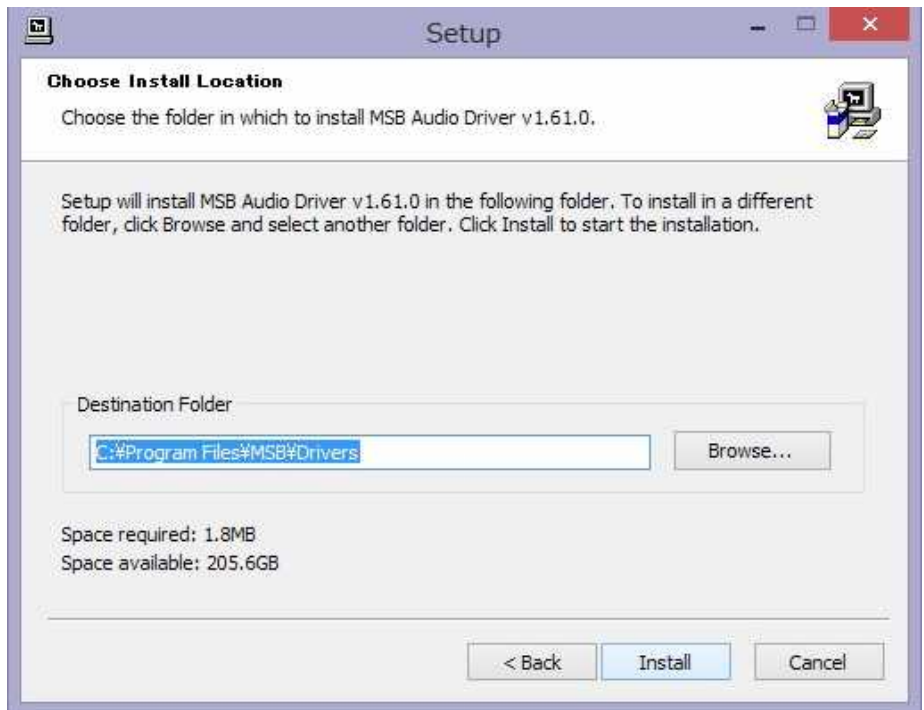 Setup
Choose Install Location
Choose the folder in which to install MSB Audio Driver v1.61.0.
Setup will install MSB Audio Driver v1.61.0 in the following folder. To install in a different
folder, click Browse and select another folder. Click Install to start the installation.
Destination Folder
C:¥Program Files¥MSB¥Drivers
Browse...
Space required: 1.8MB
Space available: 205.6GB
< Back
Install
Cancel